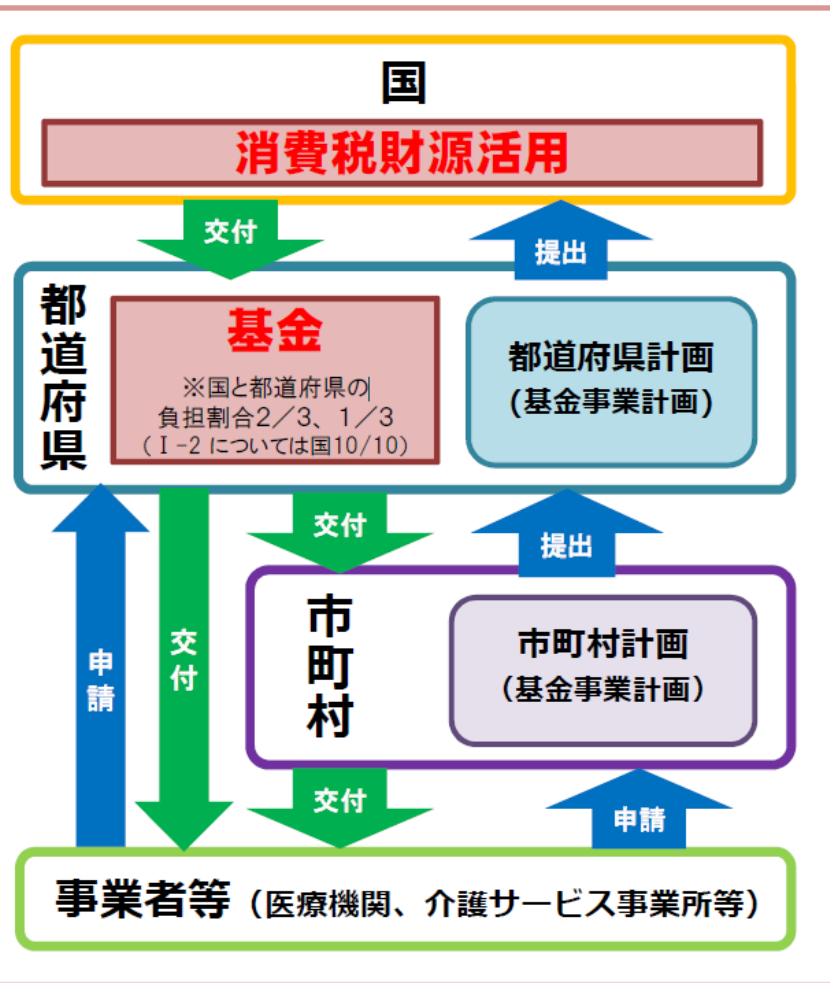 国
消費税財源活用
交付
提出
都道府県
基金
※国と都道府県の
負担割合2/3、1/3
(Ⅰ-2 については国10/10)
都道府県計画
(基金事業計画)
申請
交付
交付
提出
市町村
市町村計画
(基金事業計画)
交付
申請
事業者等(医療機関、介護サービス事業所等)